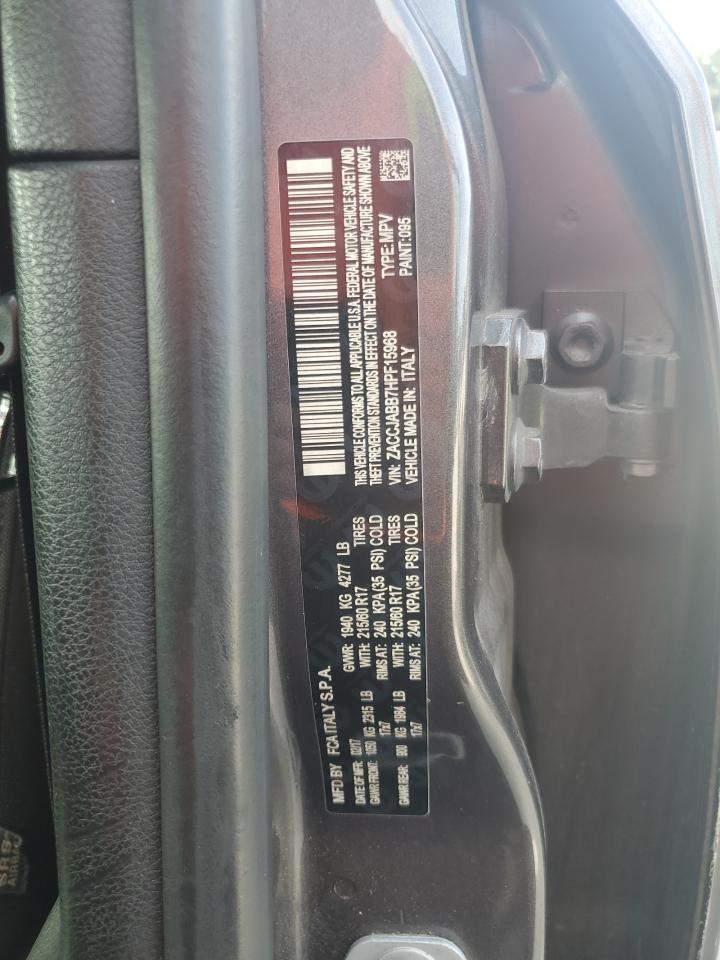 MFD BY FCA ITALY S.P.A.
DATE OF MFR: 02/17 GVWR: 1940 KG 4277 LB
GAWR FRONT: 1050 KG 2315 LB WITH: 215/60 R17 TIRES
17x7 RIMS AT: 240 KPA(35 PSI) COLD
GAWR REAR: 900 KG 1984 LB WITH: 215/60 R17 TIRES
17x7 RIMS AT: 240 KPA(35 PSI) COLD
THIS VEHICLE CONFORMS TO ALL APPLICABLE U.S.A. FEDERAL MOTOR VEHICLE SAFETY AND
THEFT PREVENTION STANDARDS IN EFFECT ON THE DATE OF MANUFACTURE SHOWN ABOVE
VIN: ZACCJABB7HPF15968 TYPE: MPV
VEHICLE MADE IN: ITALY PAINT: 095
SRS
AIRBAG